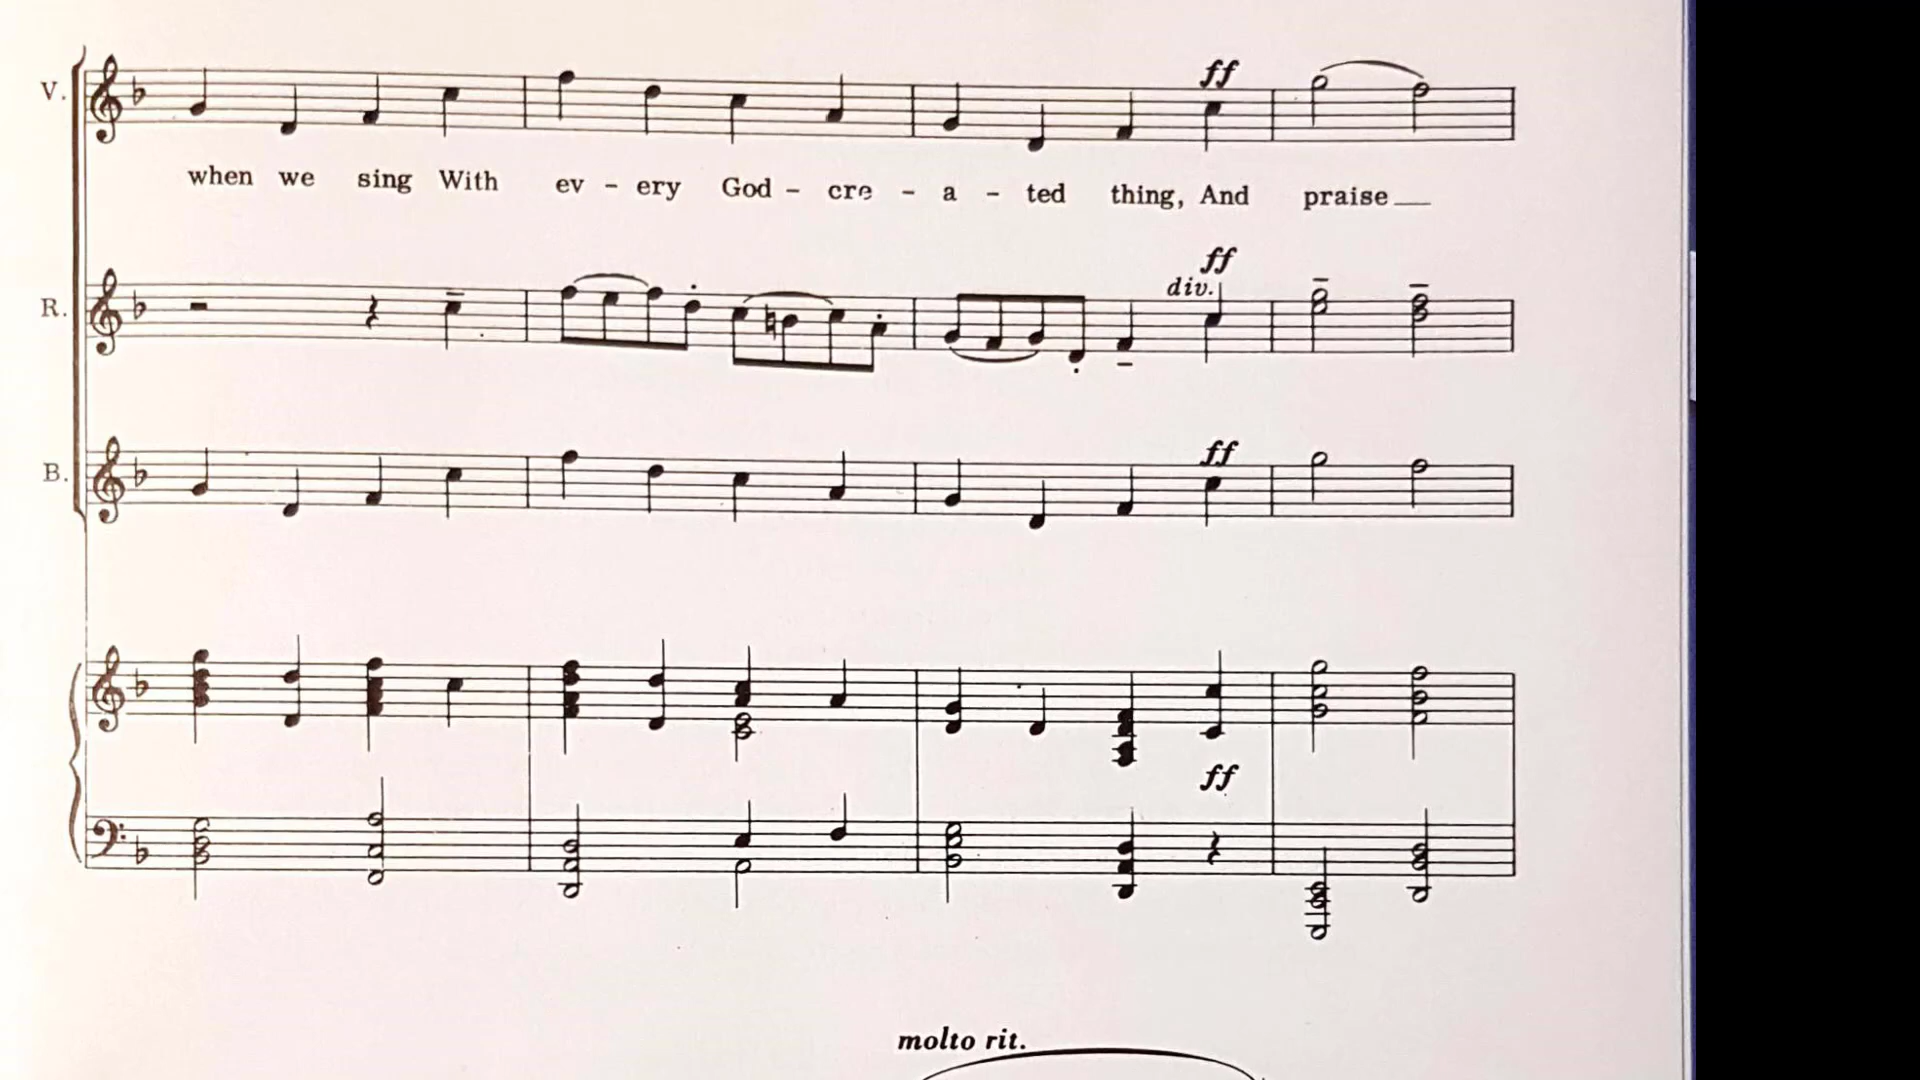 ff
V.
when we sing With ev - ery God - cre - a - ted thing, And praise
ff
div.
R.
ff
B.
ff
molto rit.